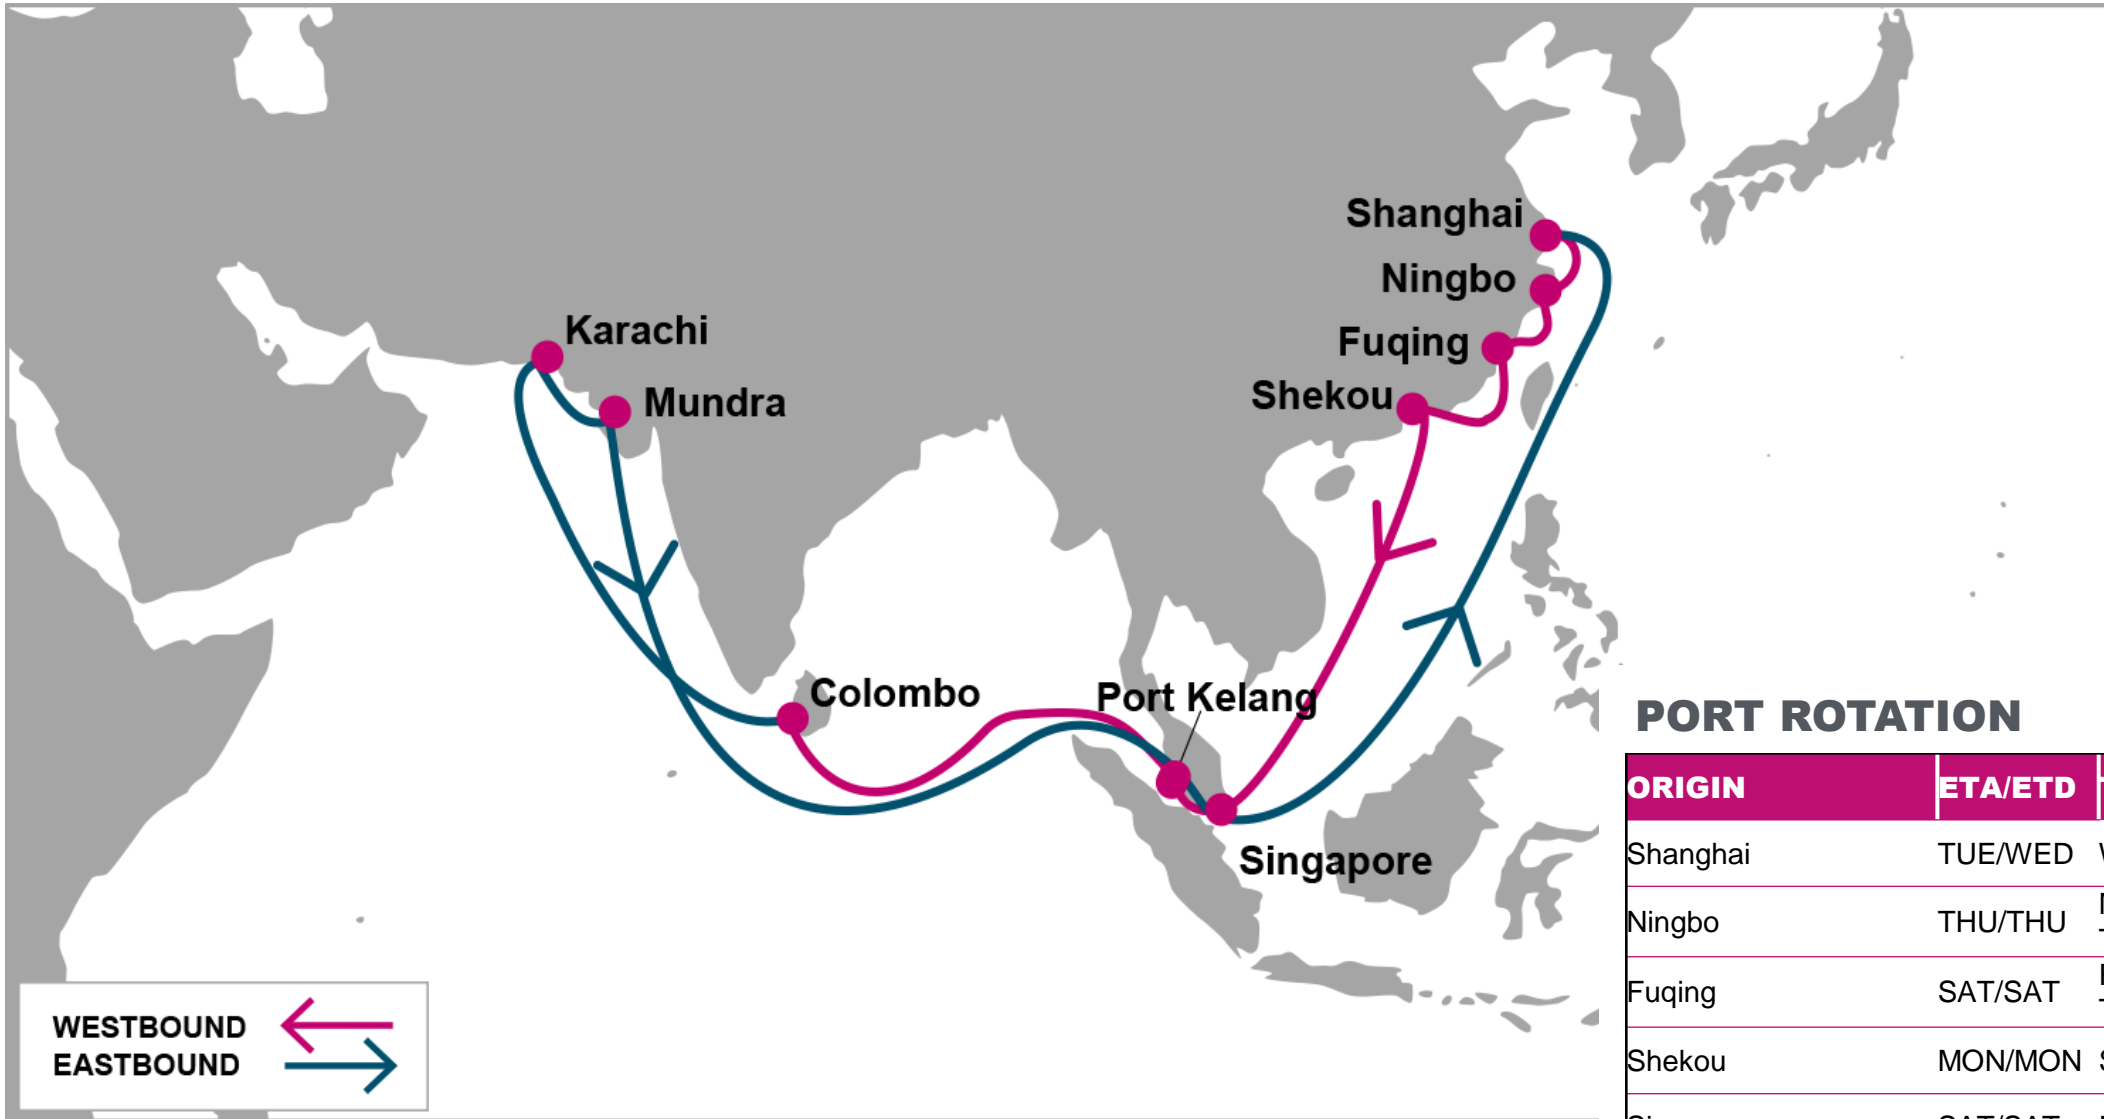 Shanghai
Ningbo
Fuqing
Shekou
Karachi
Mundra
Colombo
Port Kelang
Singapore
WESTBOUND
EASTBOUND
PORT ROTATION
ORIGIN ETA/ETD
Shanghai TUE/WED
Ningbo THU/THU
Fuqing SAT/SAT
Shekou MON/MON